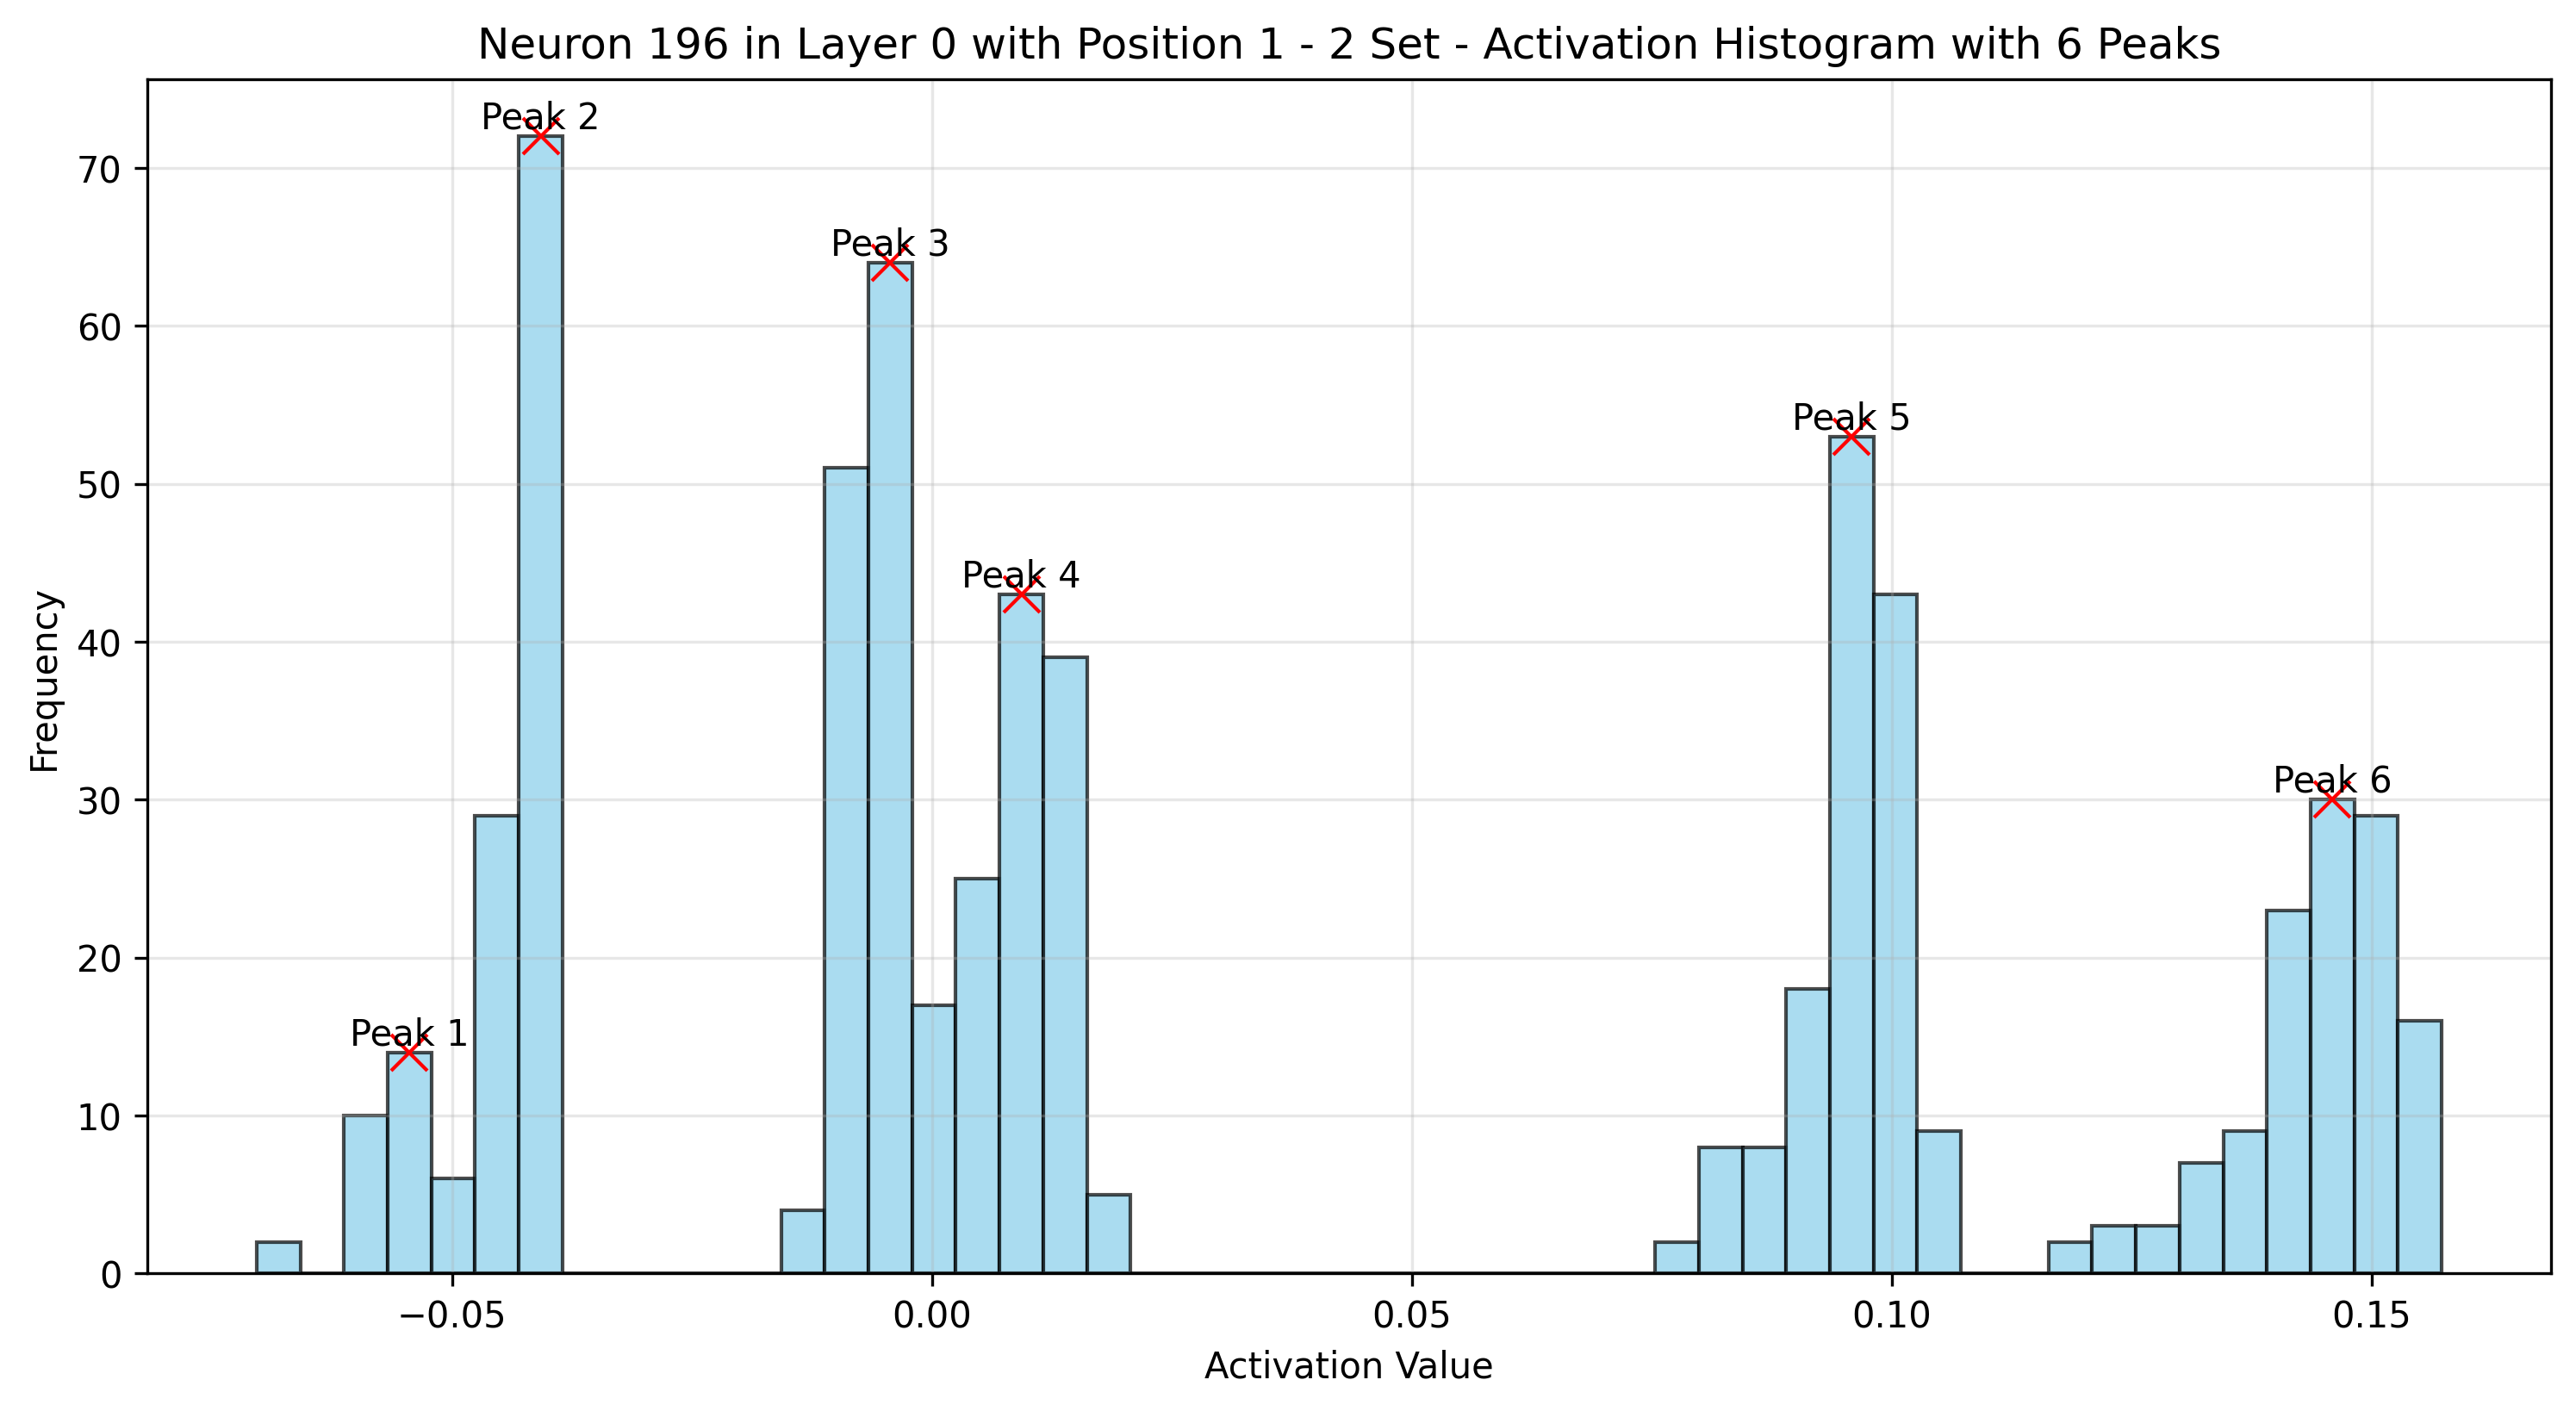 Neuron 196 in Layer 0 with Position 1 - 2 Set - Activation Histogram with 6 Peaks
Peak 2
Peak 3
Peak 5
Peak 4
Peak 6
Peak 1
70
60
50
40
30
20
10
0
Frequency
−0.05
0.00
0.05
0.10
0.15
Activation Value